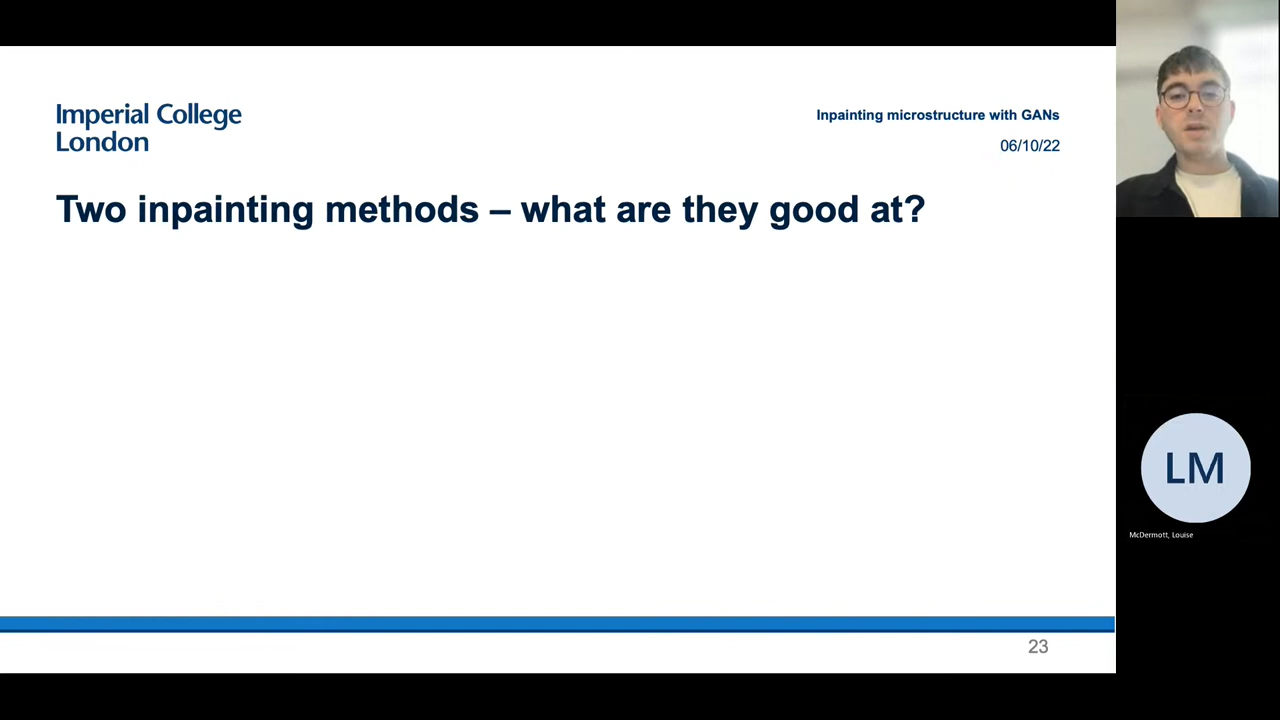 Imperial College
London
Inpainting microstructure with GANs
06/10/22
Two inpainting methods – what are they good at?
LM
McDermott, Louise
23